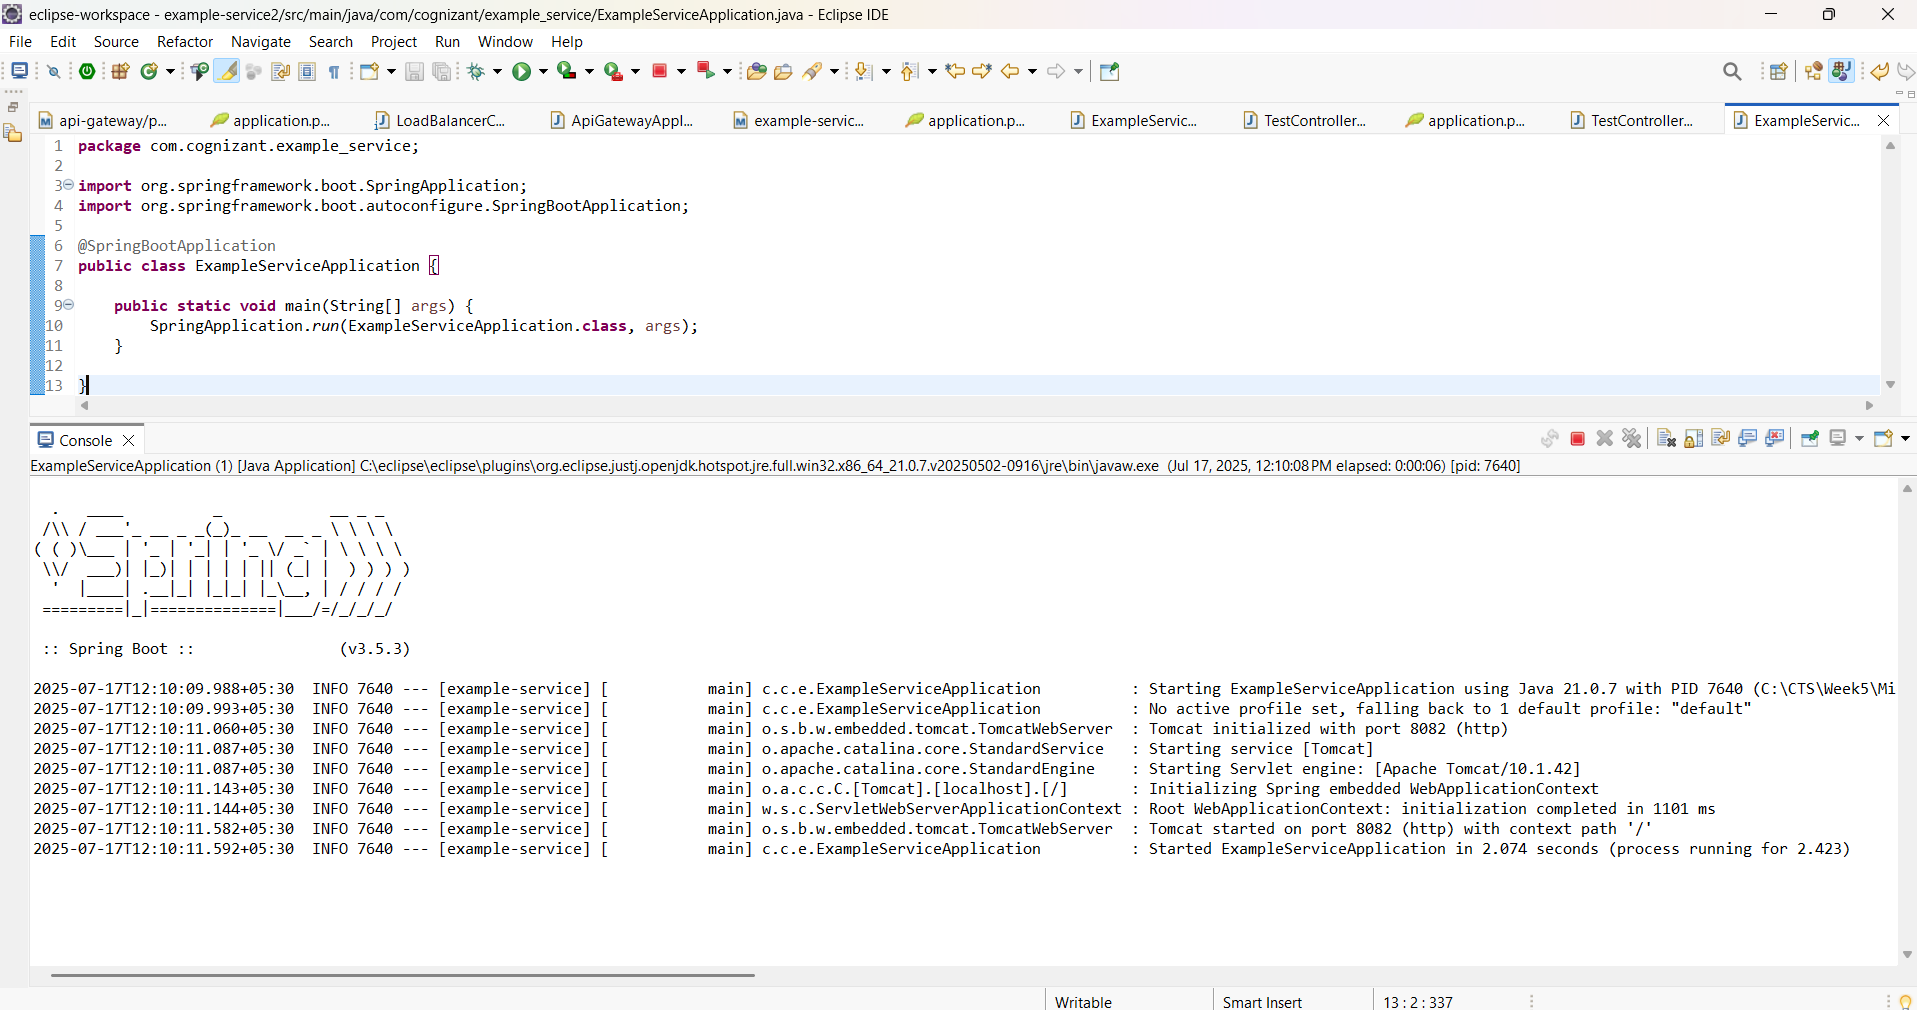 eclipse-workspace - example-service2/src/main/java/com/cognizant/example_service/ExampleServiceApplication.java - Eclipse IDE
File Edit Source Refactor Navigate Search Project Run Window Help
api-gateway/p... application.p... LoadBalancerC... ApiGatewayAppl... example-servic... application.p... ExampleServic... TestController... application.p... TestController... ExampleServic...
1 package com.cognizant.example_service;
2
3 import org.springframework.boot.SpringApplication;
4 import org.springframework.boot.autoconfigure.SpringBootApplication;
5
6 @SpringBootApplication
7 public class ExampleServiceApplication {
8
9 public static void main(String[] args) {
10 SpringApplication.run(ExampleServiceApplication.class, args);
11 }
12
13 }
Console
ExampleServiceApplication (1) [Java Application] C:\eclipse\eclipse\plugins\org.eclipse.justj.openjdk.hotspot.jre.full.win32.x86_64_21.0.7.v20250502-0916\jre\bin\javaw.exe (Jul 17, 2025, 12:10:08 PM elapsed: 0:00:06) [pid: 7640]
Spring
:: Spring Boot :: (v3.5.3)
2025-07-17T12:10:09.988+05:30 INFO 7640 --- [example-service] [ main] c.c.e.ExampleServiceApplication : Starting ExampleServiceApplication using Java 21.0.7 with PID 7640 (C:\CTS\Week5\Mi
2025-07-17T12:10:09.993+05:30 INFO 7640 --- [example-service] [ main] c.c.e.ExampleServiceApplication : No active profile set, falling back to 1 default profile: "default"
2025-07-17T12:10:11.060+05:30 INFO 7640 --- [example-service] [ main] o.s.b.w.embedded.tomcat.TomcatWebServer : Tomcat initialized with port 8082 (http)
2025-07-17T12:10:11.087+05:30 INFO 7640 --- [example-service] [ main] o.apache.catalina.core.StandardService : Starting service [Tomcat]
2025-07-17T12:10:11.087+05:30 INFO 7640 --- [example-service] [ main] o.apache.catalina.core.StandardEngine : Starting Servlet engine: [Apache Tomcat/10.1.42]
2025-07-17T12:10:11.143+05:30 INFO 7640 --- [example-service] [ main] o.a.c.c.C.[Tomcat].[localhost].[/] : Initializing Spring embedded WebApplicationContext
2025-07-17T12:10:11.144+05:30 INFO 7640 --- [example-service] [ main] w.s.c.ServletWebServerApplicationContext : Root WebApplicationContext: initialization completed in 1101 ms
2025-07-17T12:10:11.582+05:30 INFO 7640 --- [example-service] [ main] o.s.b.w.embedded.tomcat.TomcatWebServer : Tomcat started on port 8082 (http) with context path '/'
2025-07-17T12:10:11.592+05:30 INFO 7640 --- [example-service] [ main] c.c.e.ExampleServiceApplication : Started ExampleServiceApplication in 2.074 seconds (process running for 2.423)
Writable Smart Insert 13 : 2 : 337